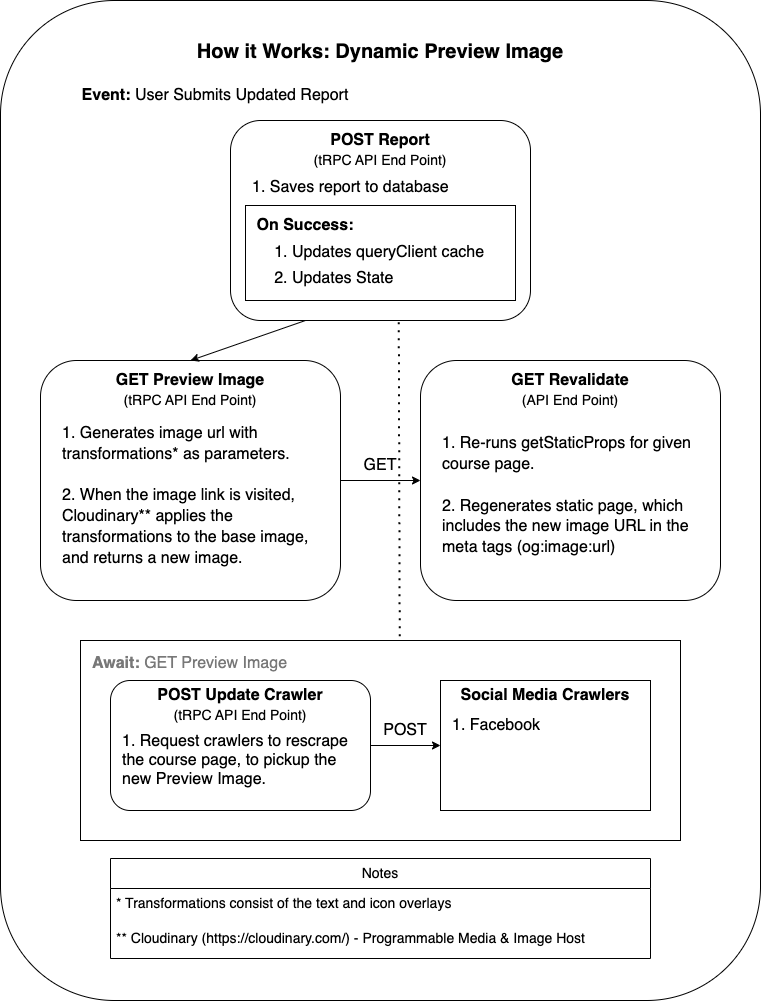 How it Works: Dynamic Preview Image
Event: User Submits Updated Report
POST Report
(tRPC API End Point)
1. Saves report to database
On Success:
1. Updates queryClient cache
2. Updates State
GET Preview Image
(tRPC API End Point)
1. Generates image url with
transformations* as parameters.
2. When the image link is visited,
Cloudinary** applies the
transformations to the base image,
and returns a new image.
GET
GET Revalidate
(API End Point)
1. Re-runs getStaticProps for given
course page.
2. Regenerates static page, which
includes the new image URL in the
meta tags (og:image:url)
Await: GET Preview Image
POST Update Crawler
(tRPC API End Point)
1. Request crawlers to rescrape
the course page, to pickup the
new Preview Image.
POST
Social Media Crawlers
1. Facebook
Notes
* Transformations consist of the text and icon overlays
** Cloudinary (https://cloudinary.com/) - Programmable Media & Image Host